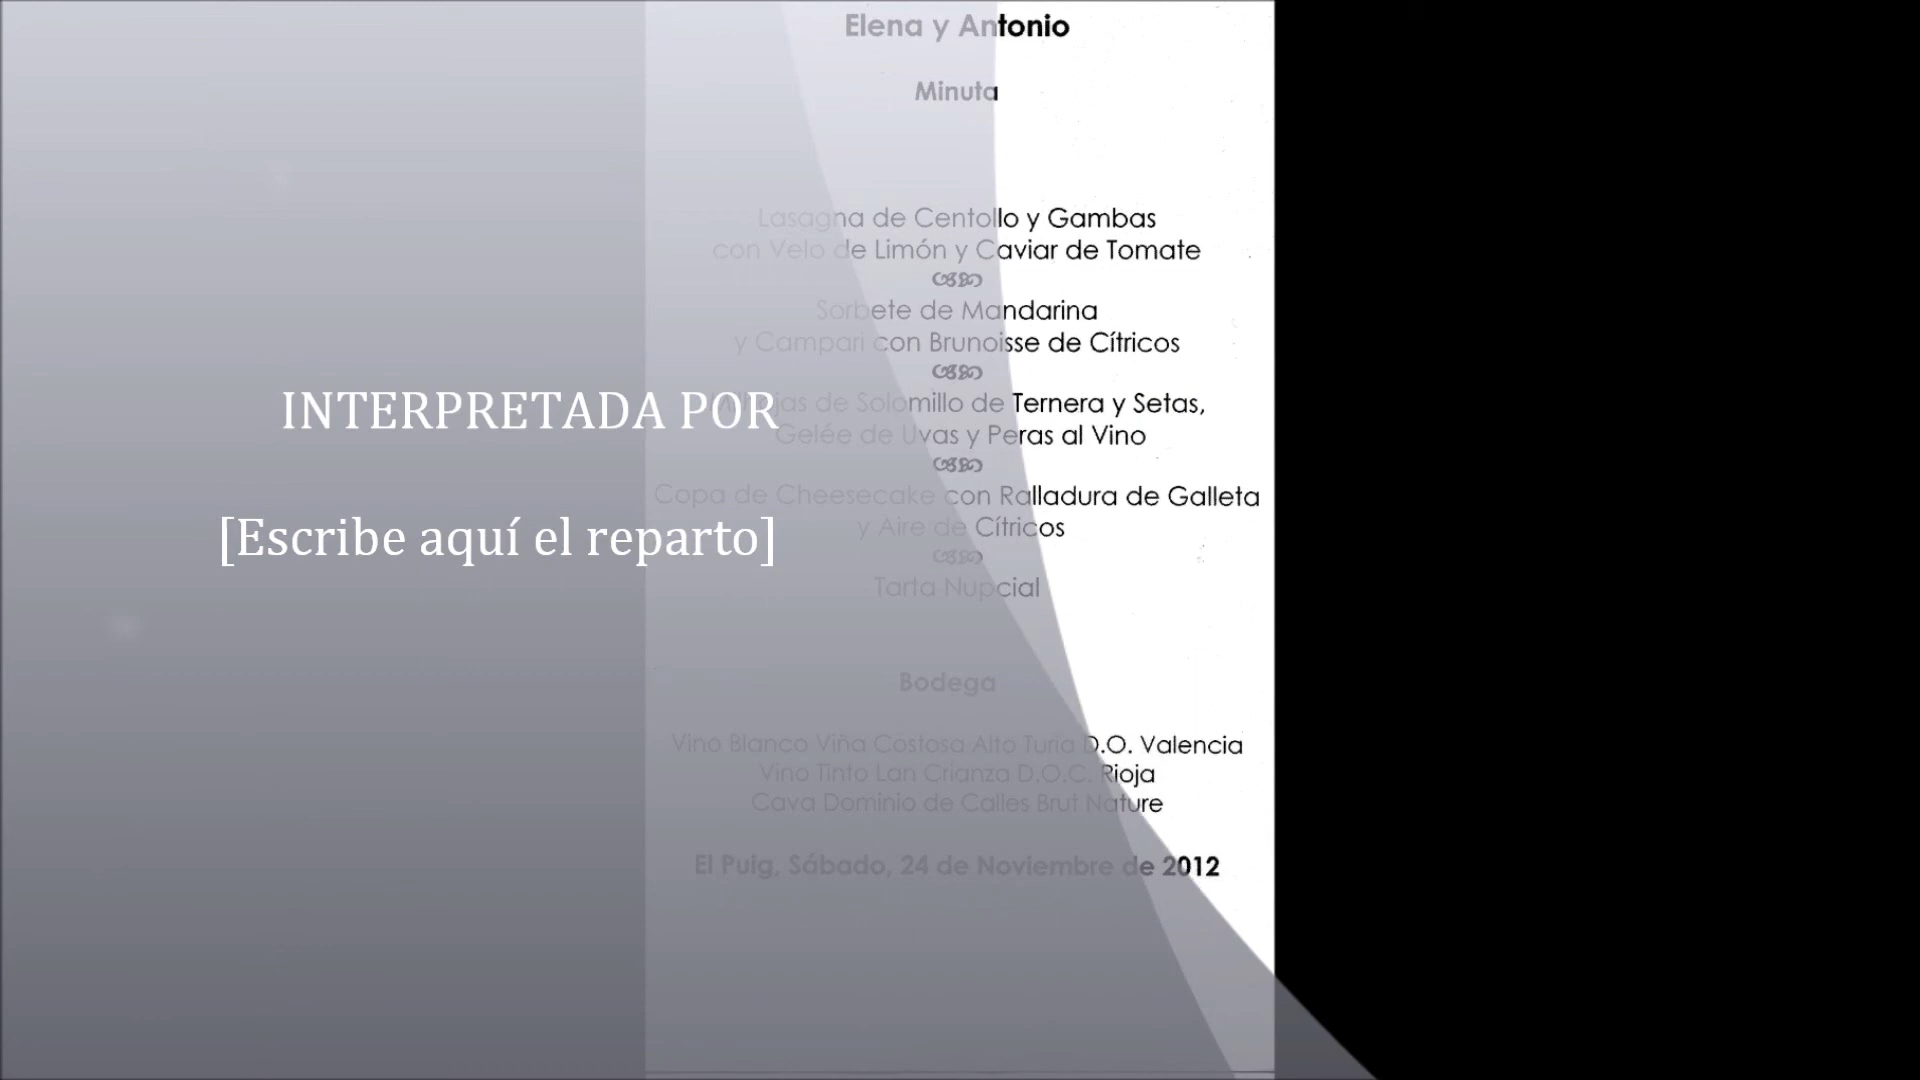 Elena y Antonio
Minuta
Lasagna de Centollo y Gambas
con Velo de Limón y Caviar de Tomate
Sorbete de Mandarina
y Campari con Brunoisse de Cítricos
de Solomillo de Ternera y Setas,
Gelée de Uvas y Peras al Vino
Copa de Cheesecake con Ralladura de Galleta
y Aire de Cítricos
Tarta Nupcial
Bodega
Vino Blanco Viña Costosa Alto Turia D.O. Valencia
Vino Tinto Lan Crianza D.O.C. Rioja
Cava Dominio de Calles Brut Nature
El Puig, Sábado, 24 de Noviembre de 2012
INTERPRETADA POR
[Escribe aquí el reparto]